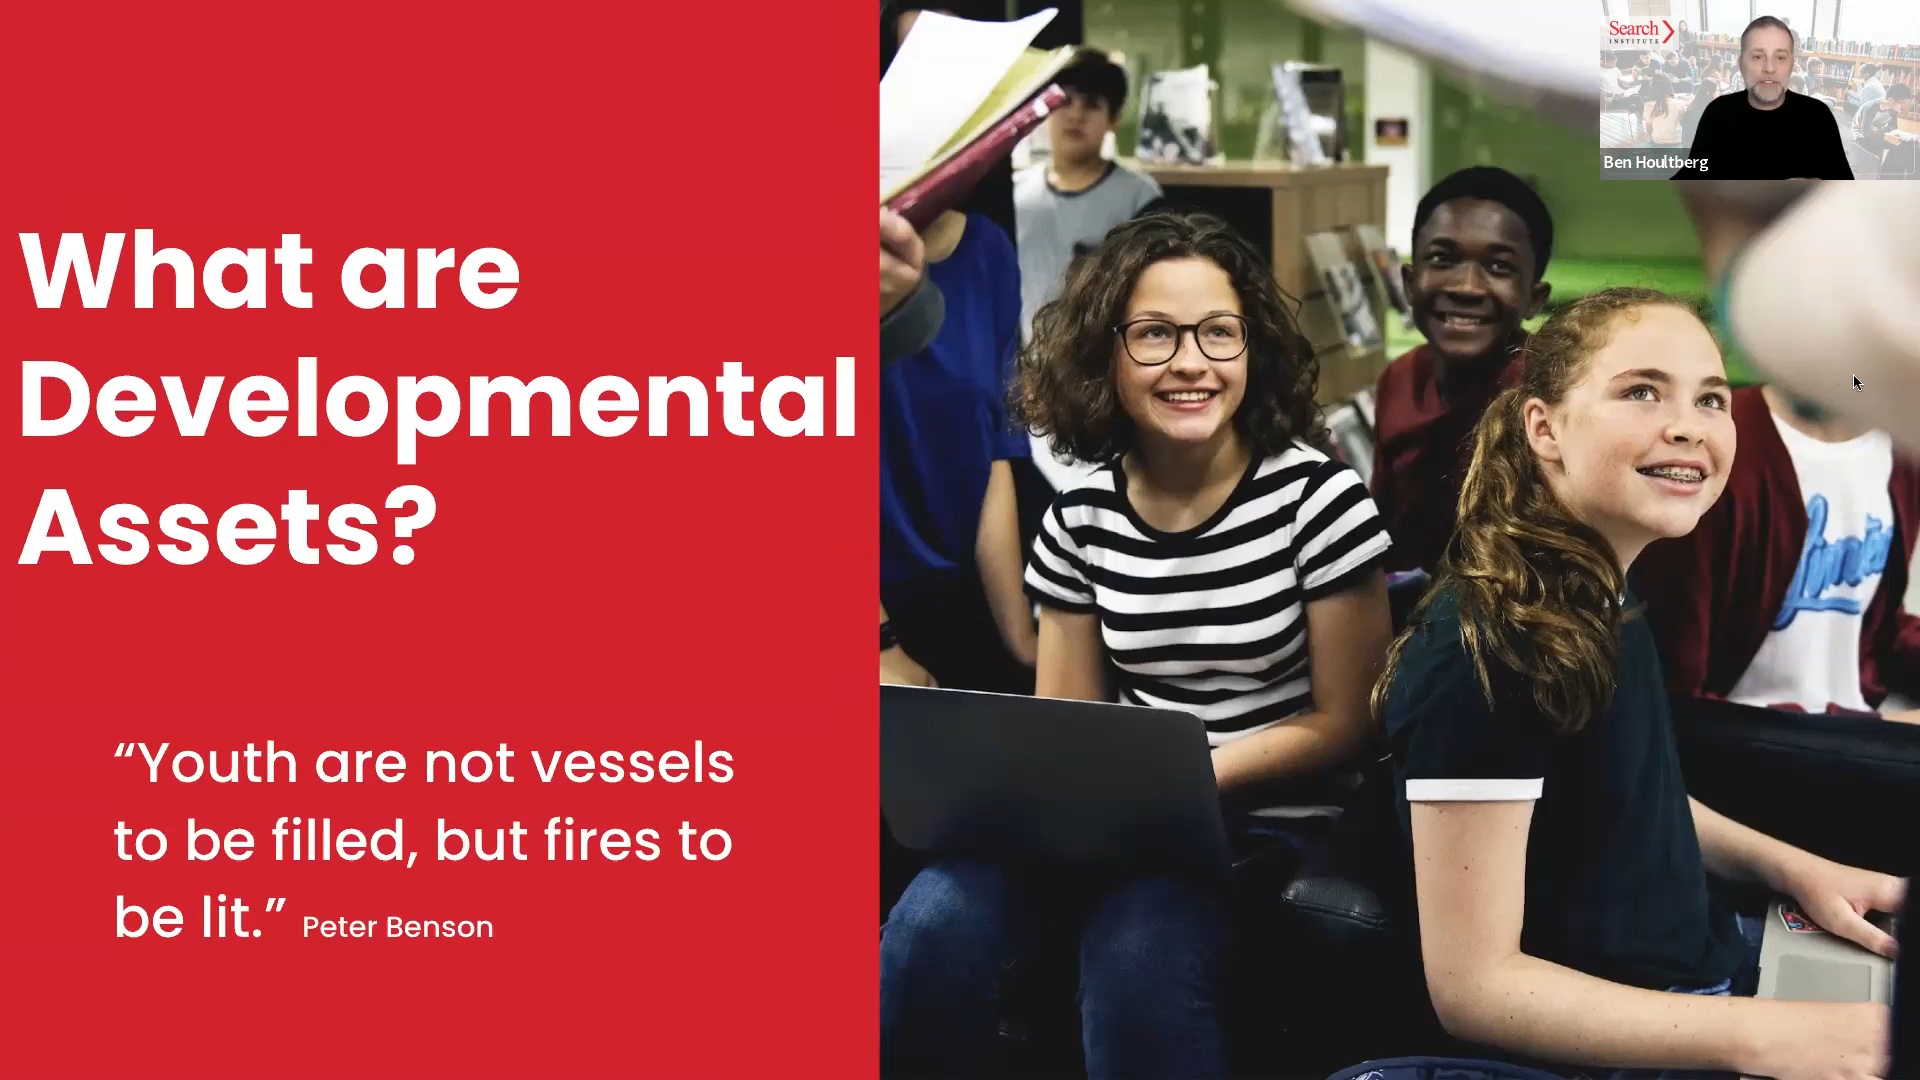 What are
Developmental
Assets?
“Youth are not vessels
to be filled, but fires to
be lit.” Peter Benson
Search
INSTITUTE
Ben Houltberg